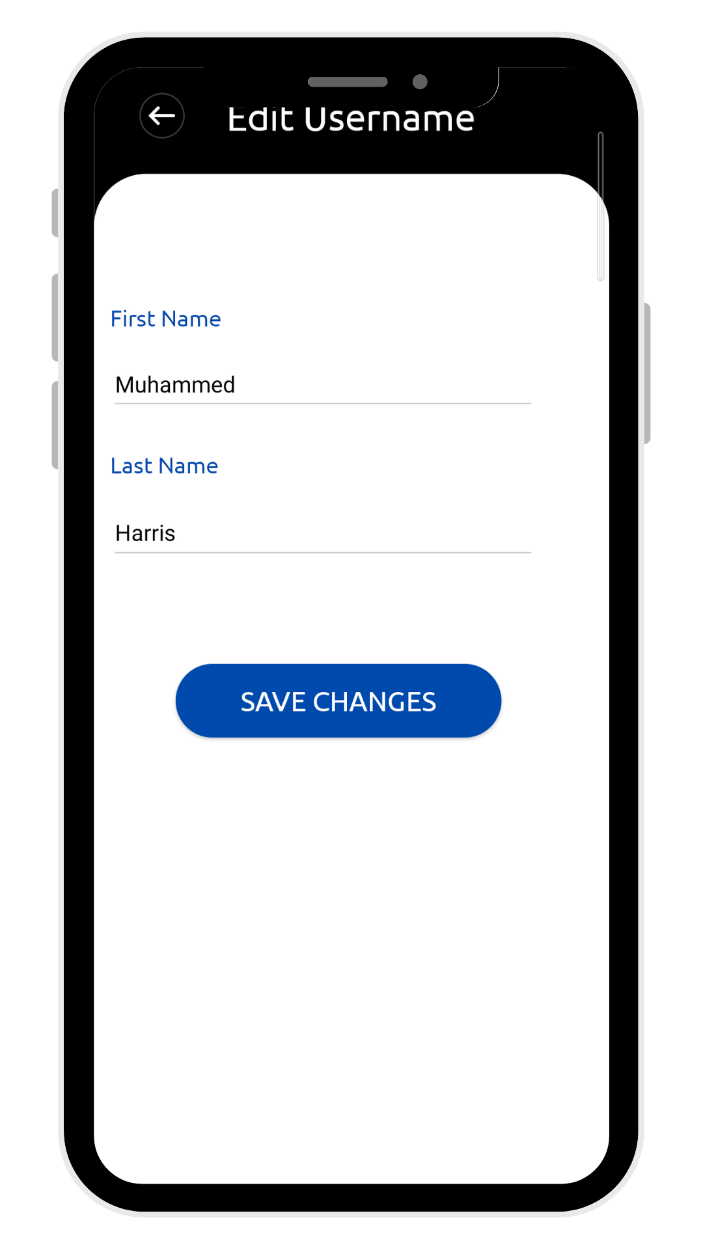 Edit Username
First Name
Muhammed
Last Name
Harris
SAVE CHANGES